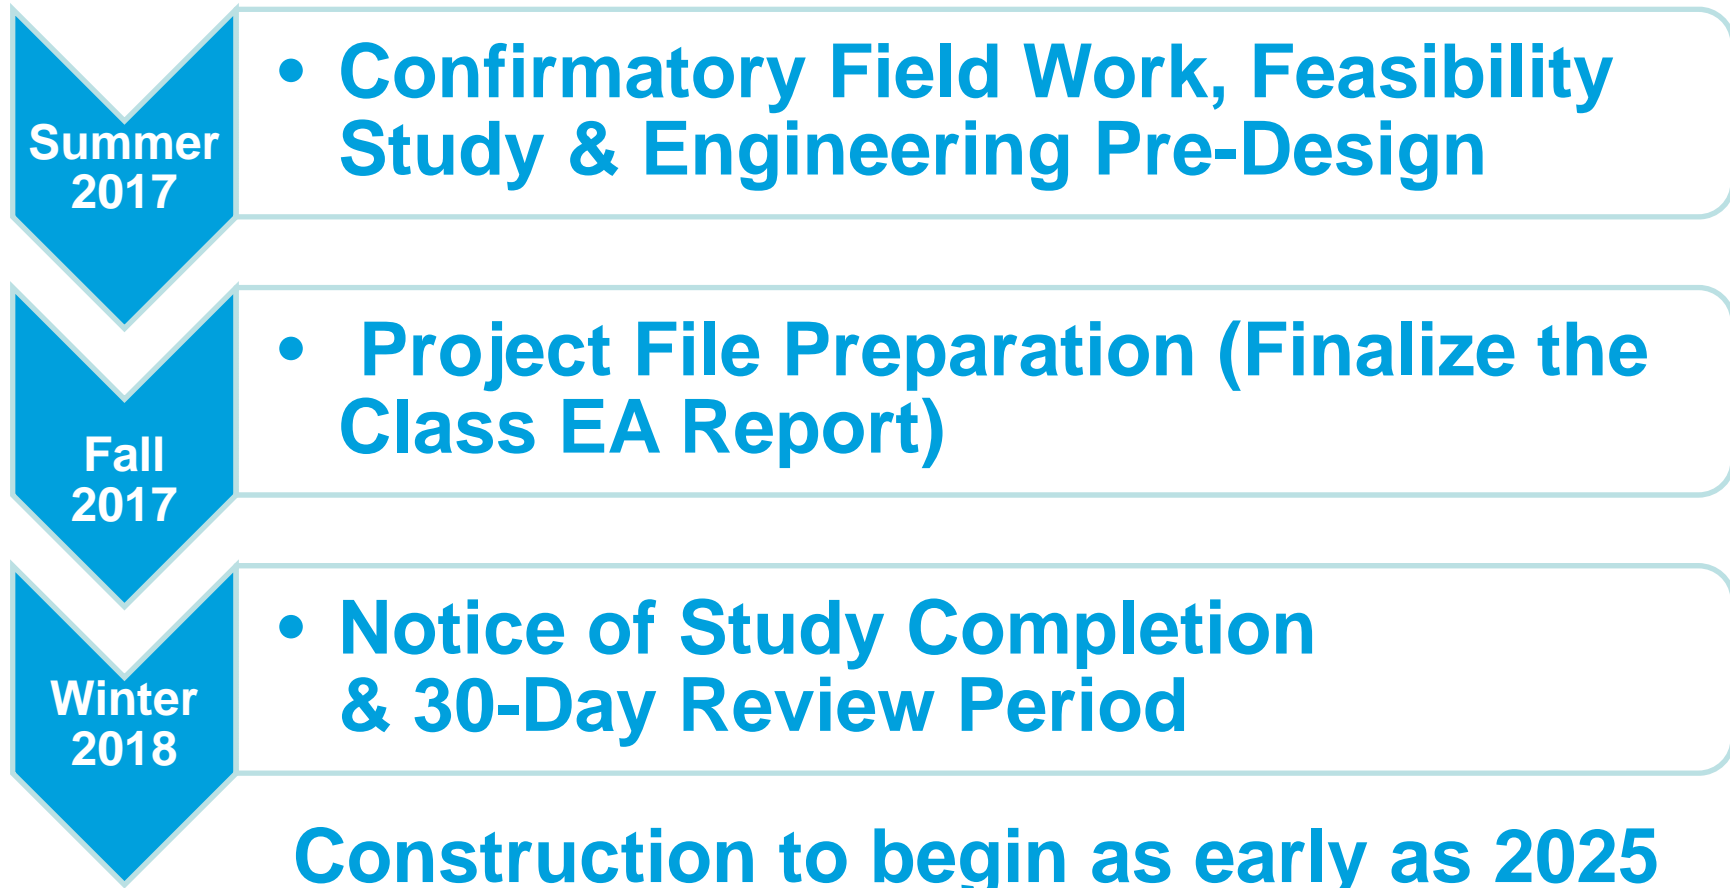 Summer
2017
• Confirmatory Field Work, Feasibility
Study & Engineering Pre-Design
Fall
2017
• Project File Preparation (Finalize the
Class EA Report)
Winter
2018
• Notice of Study Completion
& 30-Day Review Period
Construction to begin as early as 2025